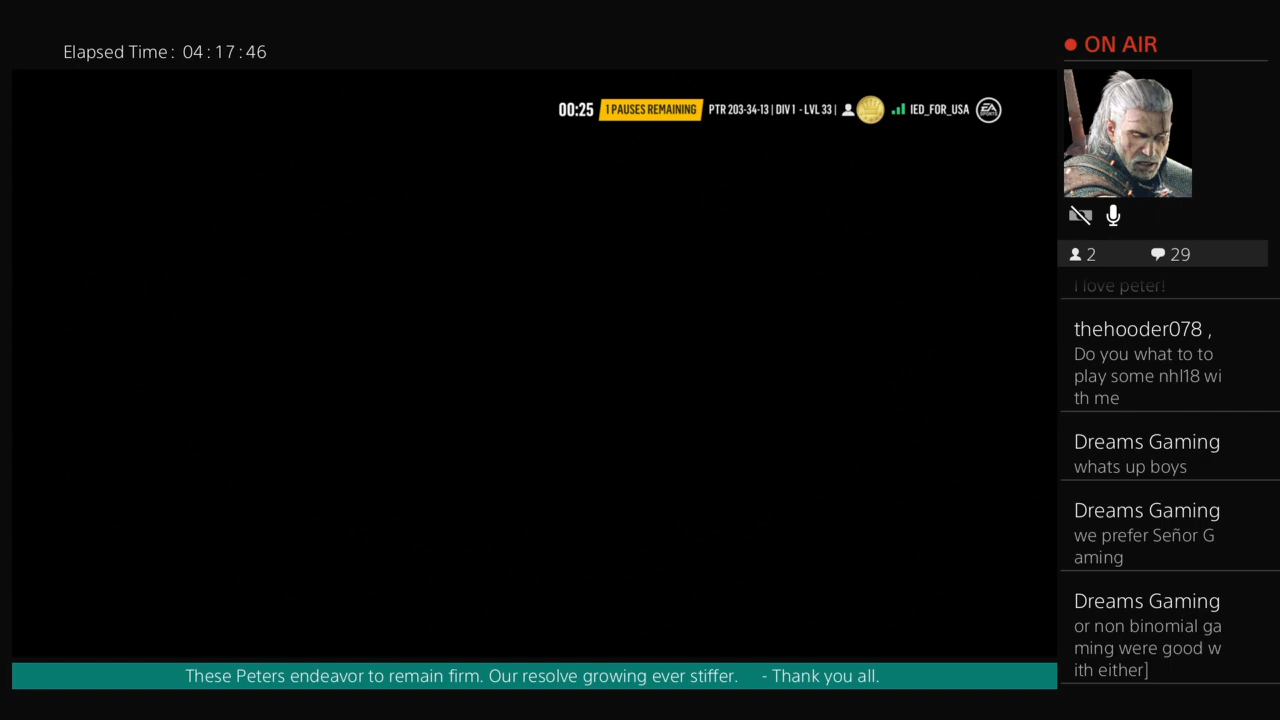 Elapsed Time: 04:17:46
ON AIR
00:25 1 PAUSES REMAINING PTR 203-34-13 | DIV 1 - LVL 33 | IED_FOR_USA EA SPORTS
2 29
I love peter!
thehooder078 ,
Do you what to to
play some nhl18 wi
th me
Dreams Gaming
whats up boys
Dreams Gaming
we prefer Señor G
aming
Dreams Gaming
or non binomial ga
ming were good w
ith either]
These Peters endeavor to remain firm. Our resolve growing ever stiffer. - Thank you all.